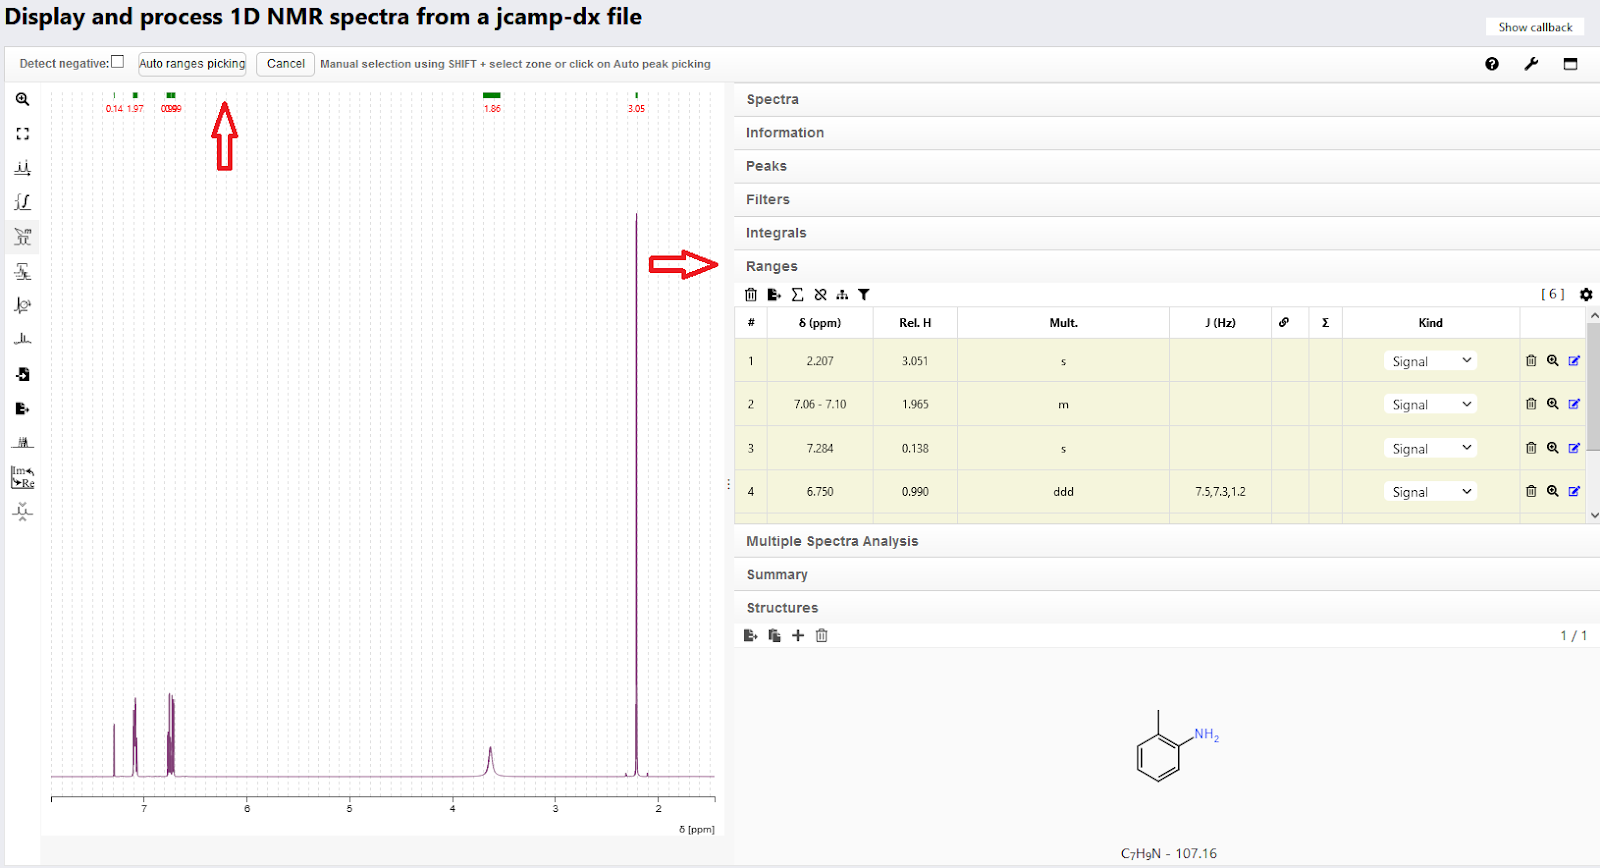 Display and process 1D NMR spectra from a jcamp-dx file
Show callback
Detect negative: Auto ranges picking Cancel Manual selection using SHIFT + select zone or click on Auto peak picking
0.14 1.97 1.86 3.05
Im
Re
7 6 5 4 3 2
δ [ppm]
Spectra
Information
Peaks
Filters
Integrals
Ranges
[ 6 ]
# δ (ppm) Rel. H Mult. J (Hz) Σ Kind
1 2.207 3.051 s Signal
2 7.06 - 7.10 1.965 m Signal
3 7.284 0.138 s Signal
4 6.750 0.990 ddd 7.5,7.3,1.2 Signal
Multiple Spectra Analysis
Summary
Structures
1 / 1
NH₂
C₇H₉N - 107.16